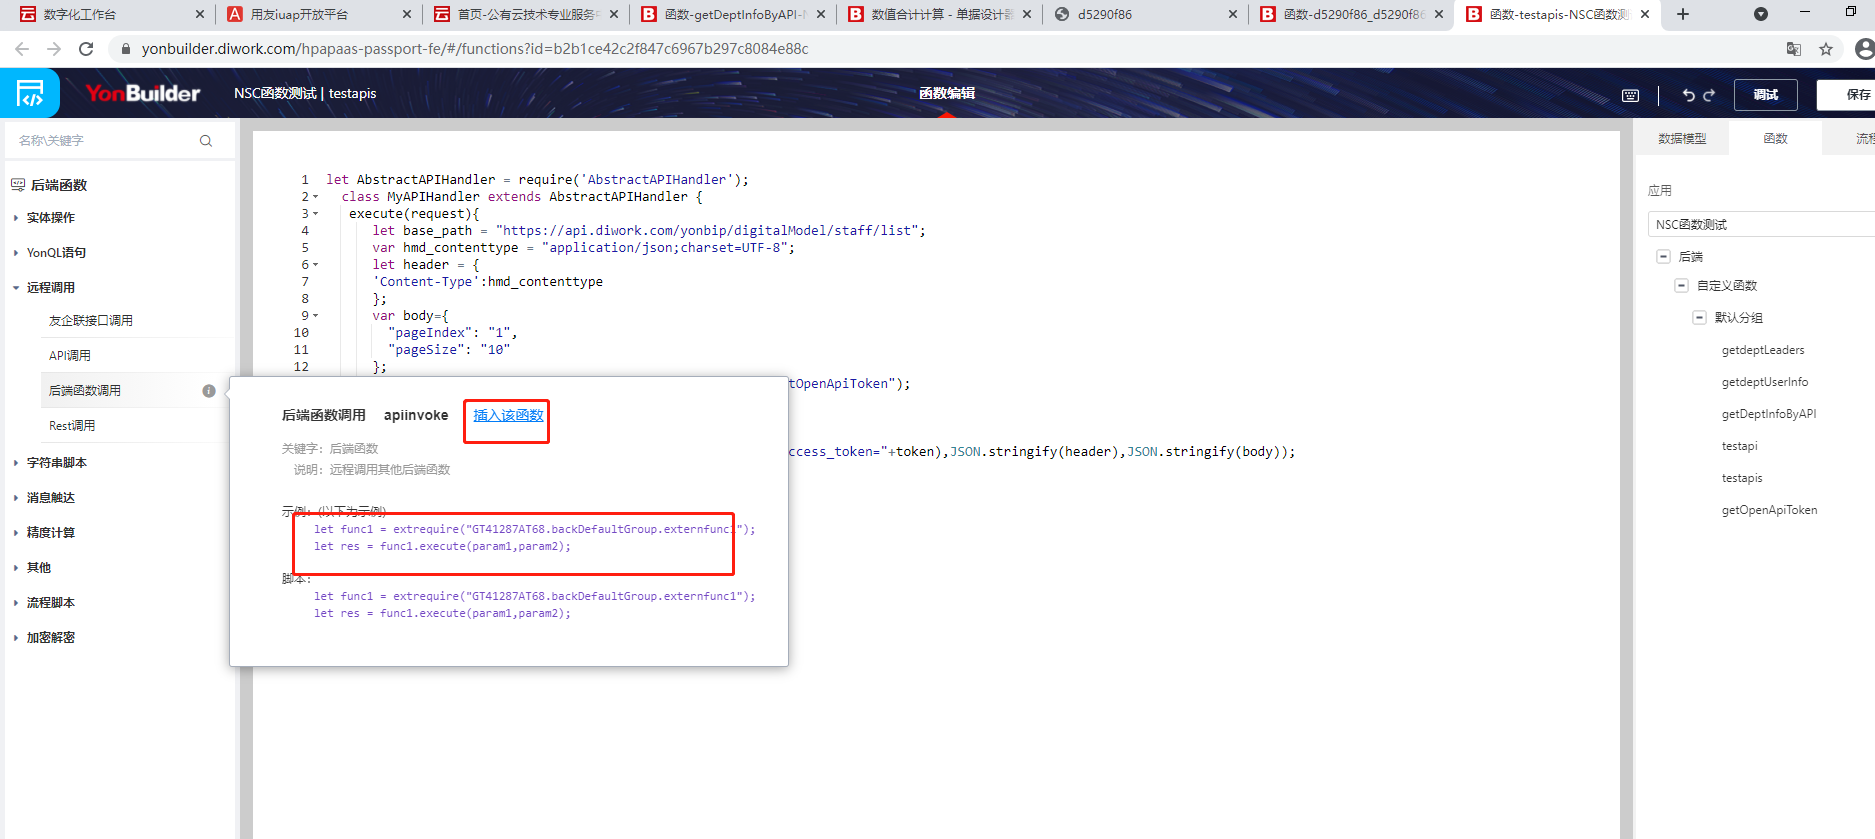 数字化工作台
用友iuap开放平台
首页-公有云技术专业服务
函数-getDeptInfoByAPI-N
数值合计计算 - 单据设计器
d5290f86
函数-d5290f86_d5290f86
函数-testapis-NSC函数测试
yonbuilder.diwork.com/hpapaas-passport-fe/#/functions?id=b2b1ce42c2f847c6967b297c8084e88c
YonBuilder
NSC函数测试 | testapis
函数编辑
调试
保存
名称\关键字
后端函数
实体操作
YonQL语句
远程调用
友企联接口调用
API调用
后端函数调用
Rest调用
字符串脚本
消息触达
精度计算
其他
流程脚本
加密解密
1 let AbstractAPIHandler = require('AbstractAPIHandler');
2 class MyAPIHandler extends AbstractAPIHandler {
3 execute(request){
4 let base_path = "https://api.diwork.com/yonbip/digitalModel/staff/list";
5 var hmd_contenttype = "application/json;charset=UTF-8";
6 let header = {
7 'Content-Type':hmd_contenttype
8 };
9 var body={
10 "pageIndex": "1",
11 "pageSize": "10"
12 };
tOpenApiToken");
ccess_token="+token),JSON.stringify(header),JSON.stringify(body));
后端函数调用 apiinvoke 插入该函数
关键字: 后端函数
说明: 远程调用其他后端函数
示例: (以下为示例)
let func1 = extrequire("GT41287AT68.backDefaultGroup.externfunc1");
let res = func1.execute(param1,param2);
脚本:
let func1 = extrequire("GT41287AT68.backDefaultGroup.externfunc1");
let res = func1.execute(param1,param2);
数据模型
函数
流程
应用
NSC函数测试
后端
自定义函数
默认分组
getdeptLeaders
getdeptUserInfo
getDeptInfoByAPI
testapi
testapis
getOpenApiToken